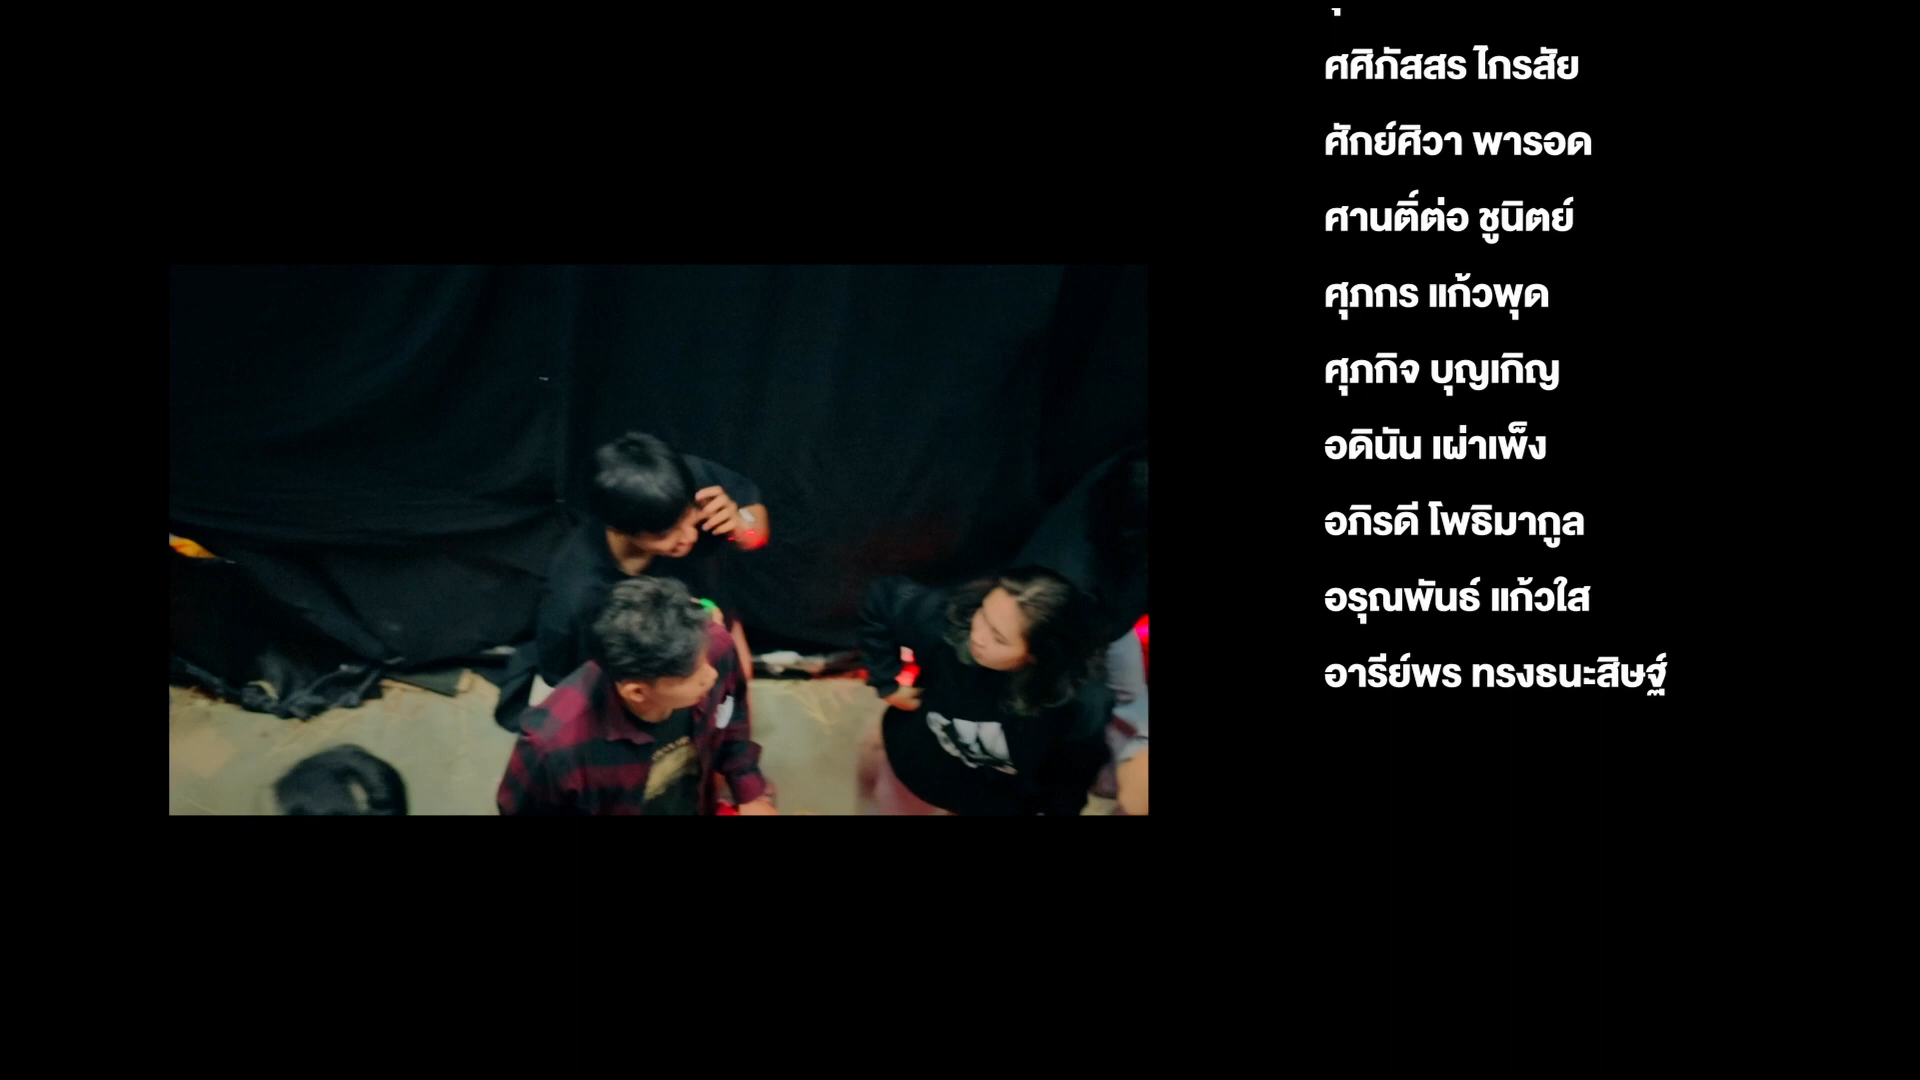 ศศิภัสสร ไกรสัย
ศักย์ศิวา พารอด
ศานติ์ต่อ ชูนิตย์
ศุภกร แก้วพุด
ศุภกิจ บุญเกิญ
อดินัน เผ่าเพ็ง
อภิรดี โพธิมากูล
อรุณพันธ์ แก้วใส
อารีย์พร ทรงธนะสิษฐ์